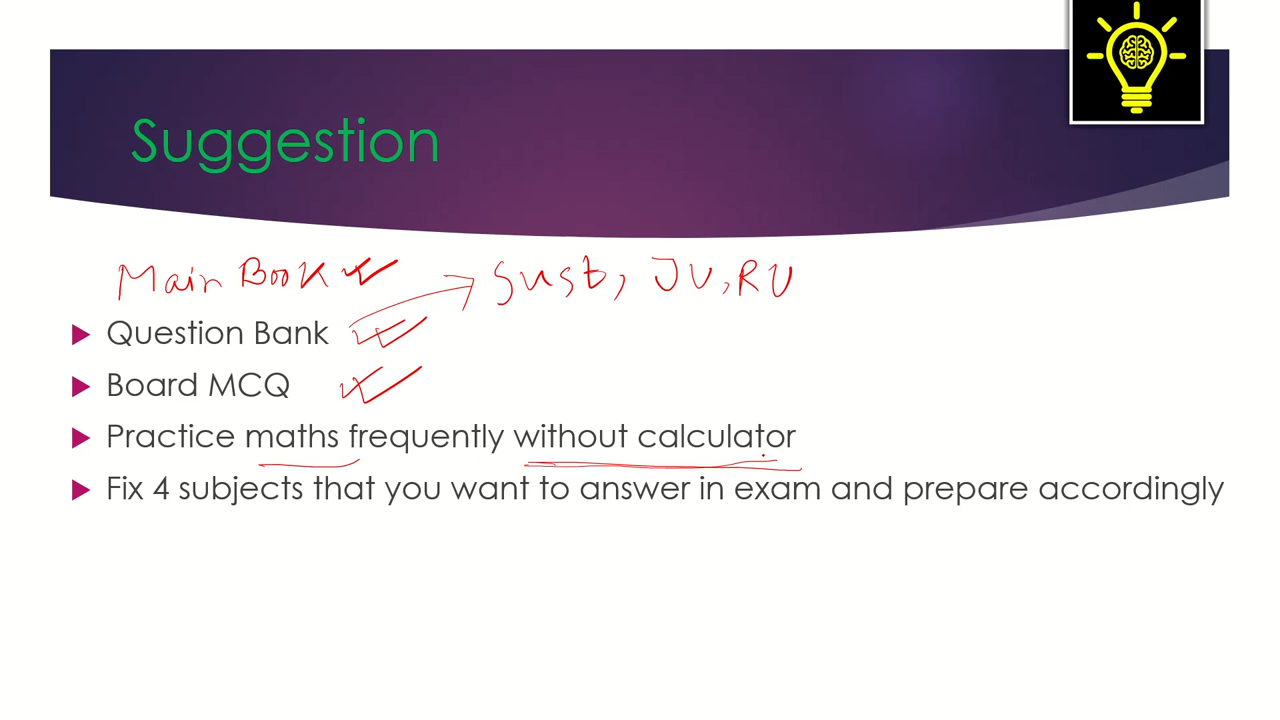 Suggestion
Main Book
sust, JU, RU
Question Bank
Board MCQ
Practice maths frequently without calculator
Fix 4 subjects that you want to answer in exam and prepare accordingly